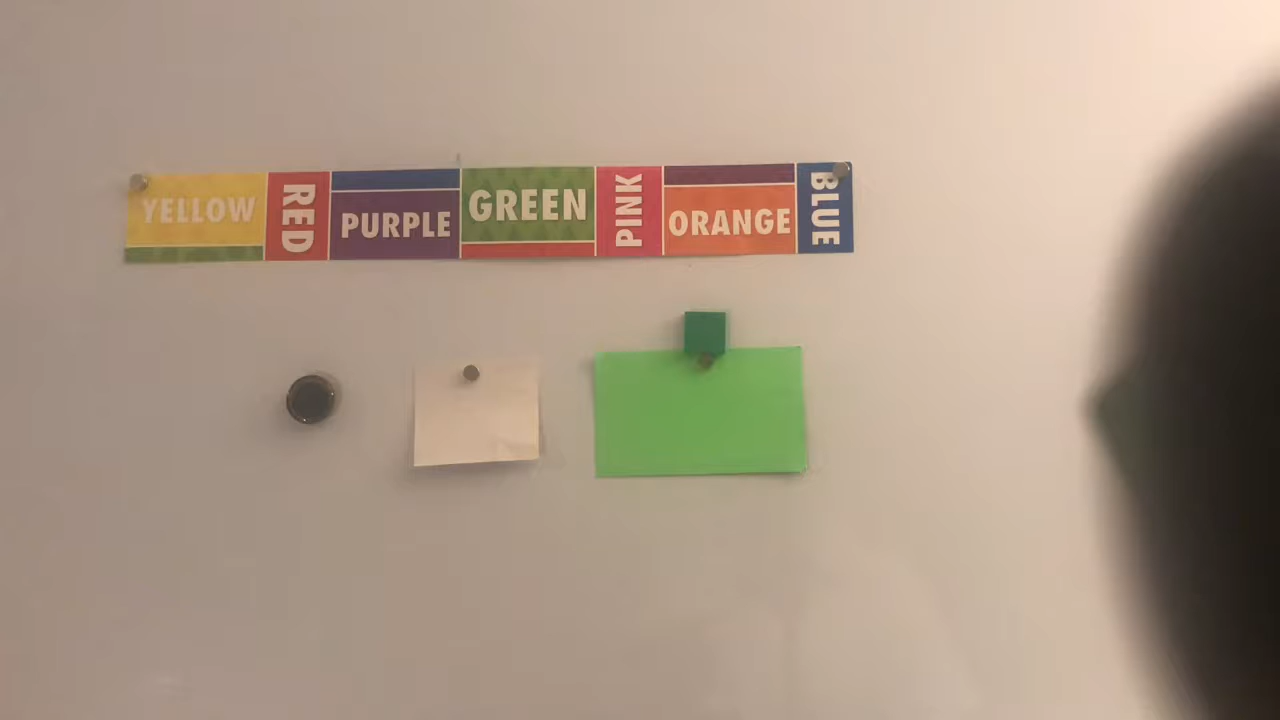 YELLOW
RED
PURPLE
GREEN
PINK
ORANGE
BLUE